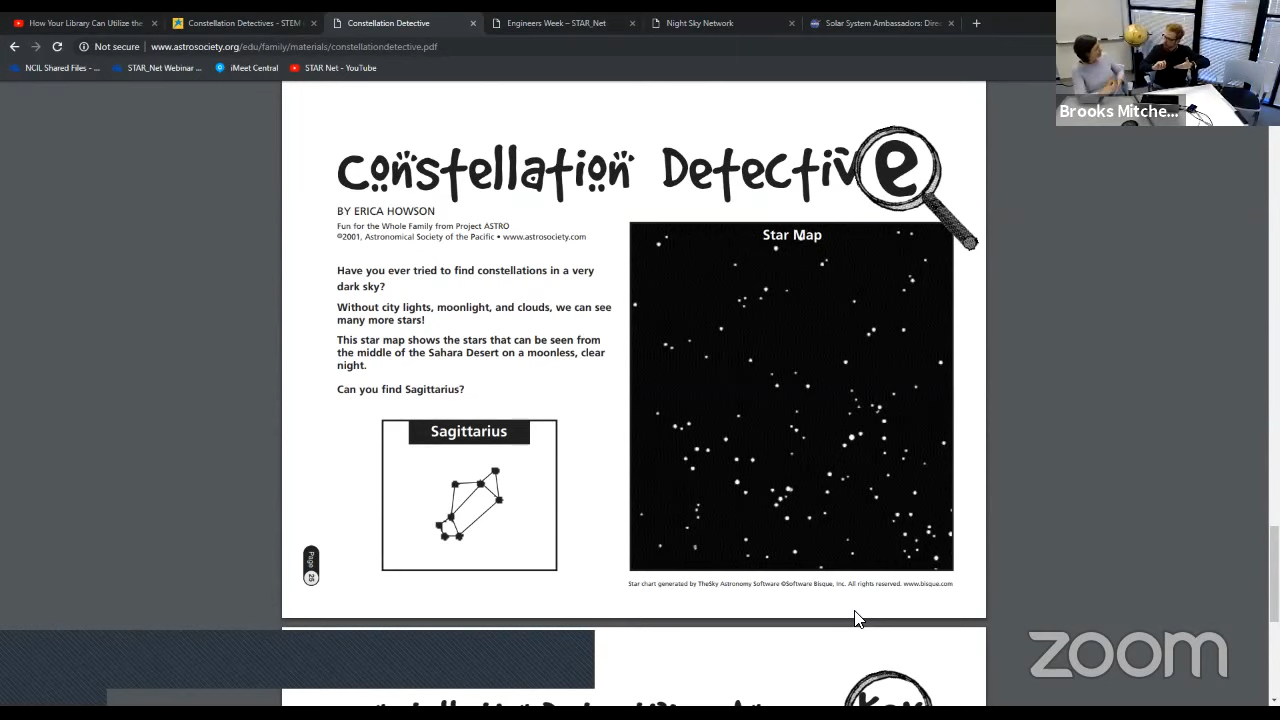 How Your Library Can Utilize the
Constellation Detectives - STEM
Constellation Detective
Engineers Week – STAR_Net
Night Sky Network
Solar System Ambassadors: Dire
Not secure
www.astrosociety.org/edu/family/materials/constellationdetective.pdf
NCIL Shared Files - ...
STAR_Net Webinar ...
iMeet Central
STAR Net - YouTube
Brooks Mitche...
Constellation Detective
BY ERICA HOWSON
Fun for the Whole Family from Project ASTRO
©2001, Astronomical Society of the Pacific • www.astrosociety.com
Star Map
Have you ever tried to find constellations in a very
dark sky?
Without city lights, moonlight, and clouds, we can see
many more stars!
This star map shows the stars that can be seen from
the middle of the Sahara Desert on a moonless, clear
night.
Can you find Sagittarius?
Sagittarius
Page 25
Star chart generated by TheSky Astronomy Software ©Software Bisque, Inc. All rights reserved. www.bisque.com
zoom